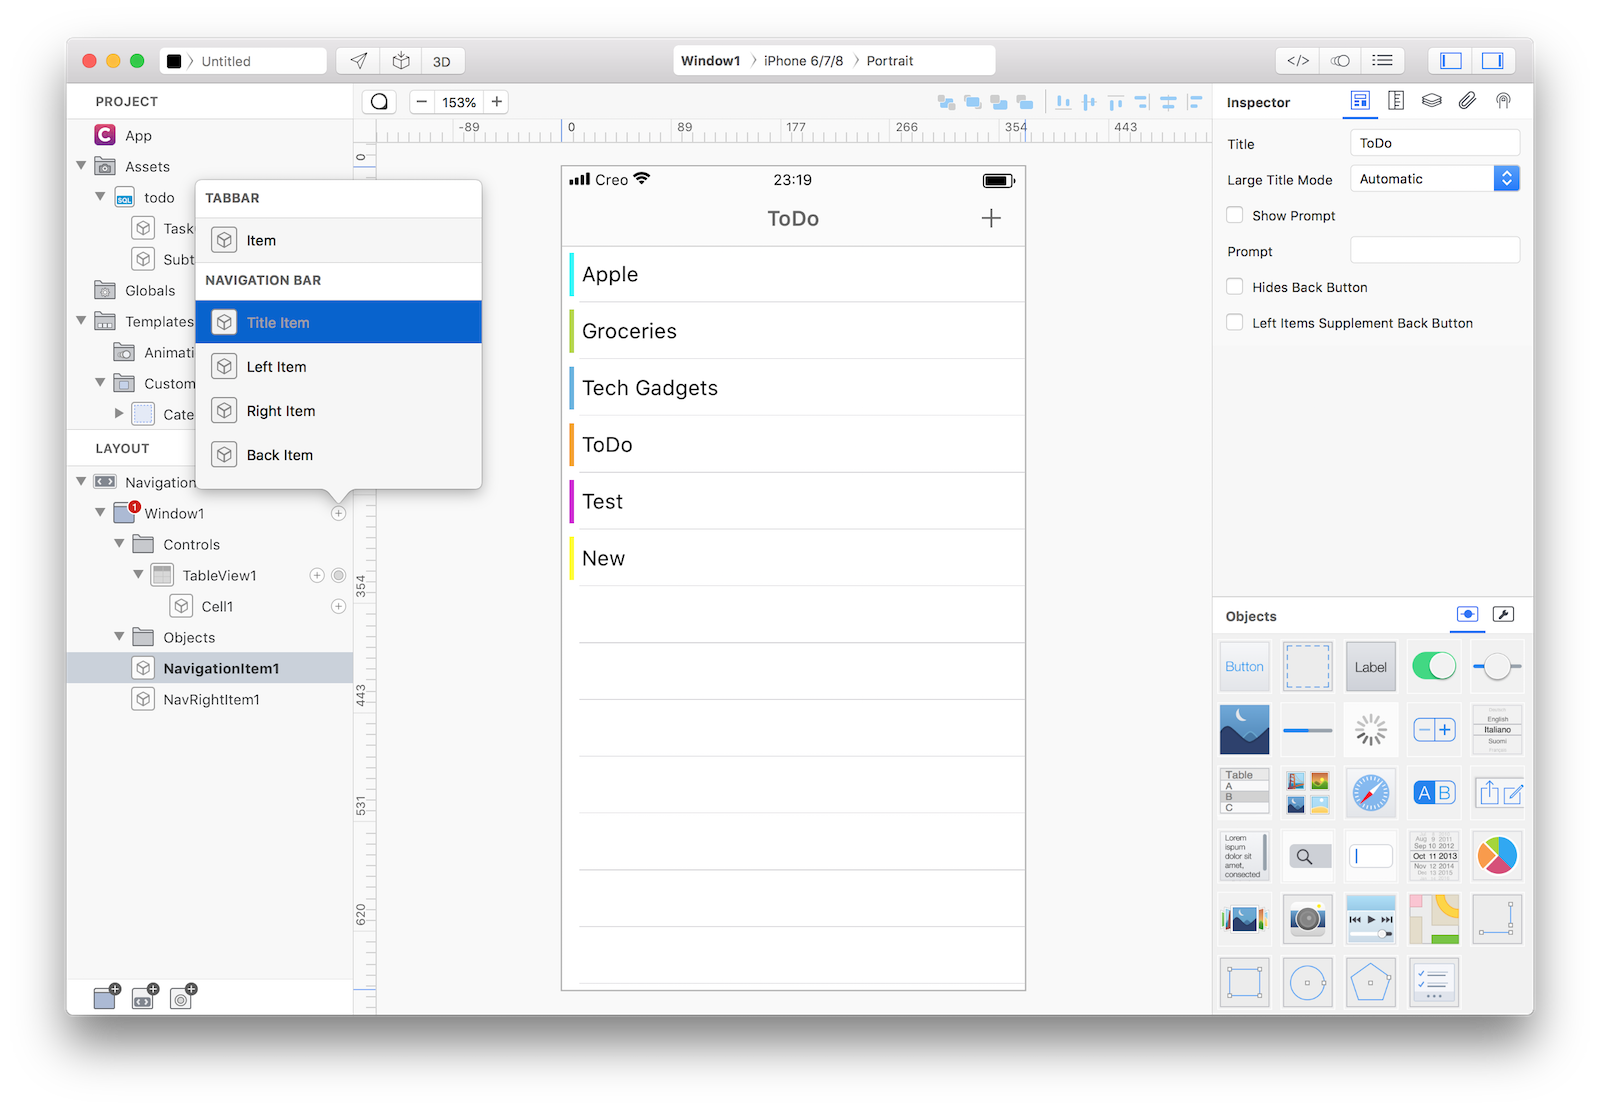 Untitled
3D
Window1 〉 iPhone 6/7/8 〉 Portrait
</>
PROJECT
App
Assets
todo
Task
Subt
Globals
Templates
Animati
Custom
Cate
TABBAR
Item
NAVIGATION BAR
Title Item
Left Item
Right Item
Back Item
LAYOUT
Navigation
1
Window1
Controls
TableView1
Cell1
Objects
NavigationItem1
NavRightItem1
153%
-89 0 89 177 266 354 443
0
354
443
531
620
Creo
23:19
ToDo
Apple
Groceries
Tech Gadgets
ToDo
Test
New
Inspector
Title
ToDo
Large Title Mode
Automatic
Show Prompt
Prompt
Hides Back Button
Left Items Supplement Back Button
Objects
Button
Label
English
Italiano
Suomi
Table
A
B
C
A B
Lorem
ispum
dolor sit
amet,
consected
Aug 9 2011
Sep 10 2012
Oct 11 2013
Nov 12 2014
Dec 13 2015
SQL